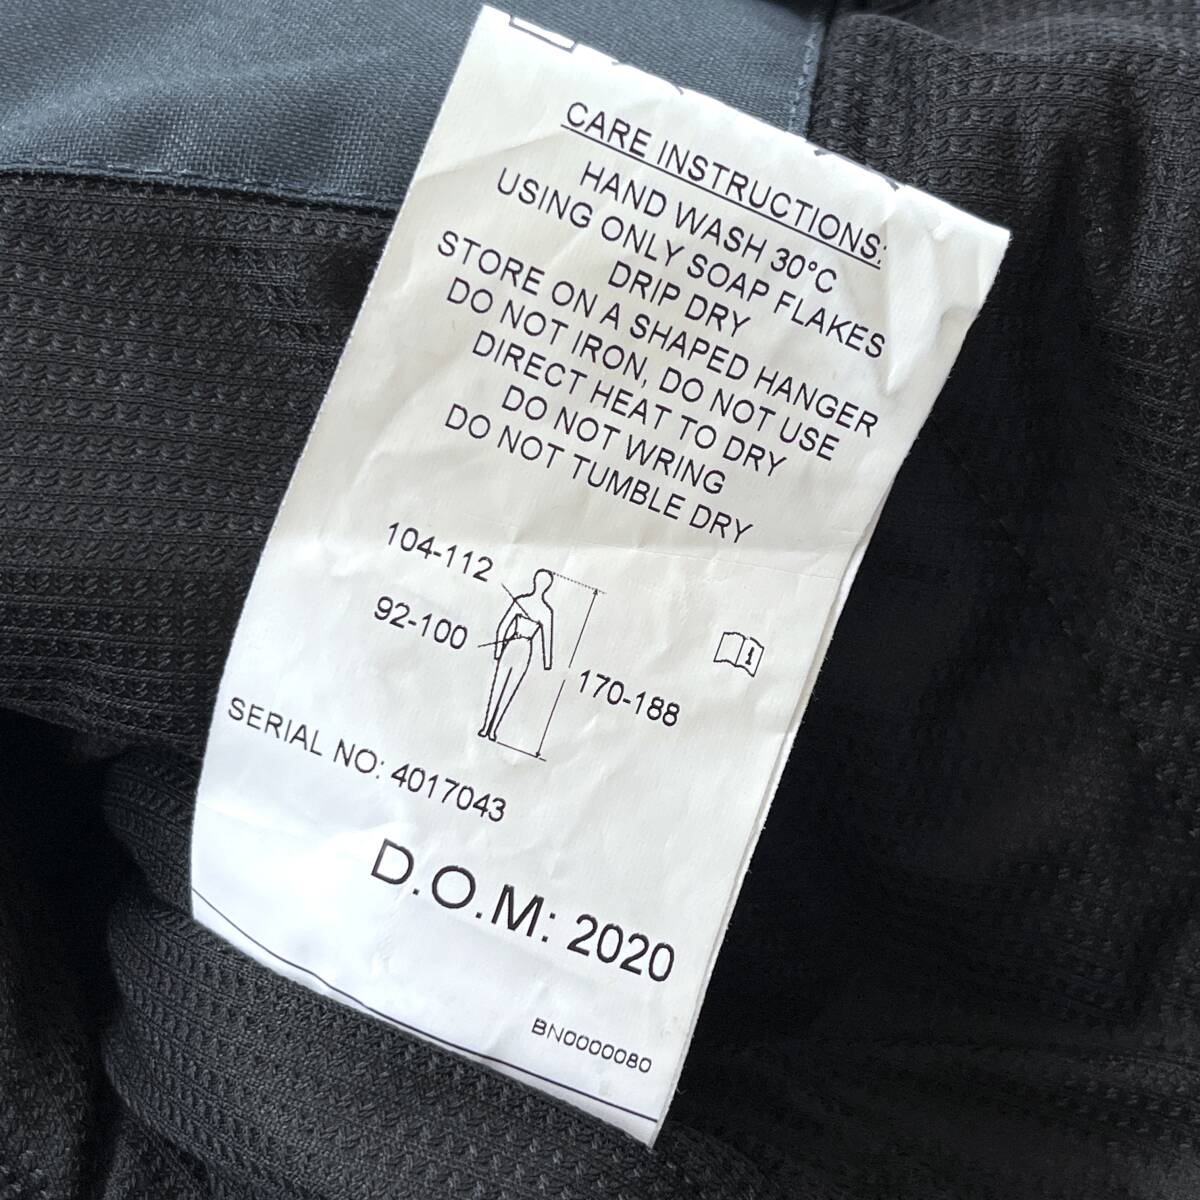 CARE INSTRUCTIONS:
HAND WASH 30°C
USING ONLY SOAP FLAKES
DRIP DRY
STORE ON A SHAPED HANGER
DO NOT IRON, DO NOT USE
DIRECT HEAT TO DRY
DO NOT WRING
DO NOT TUMBLE DRY
104-112
92-100
170-188
i
SERIAL NO: 4017043
D.O.M: 2020
BN0000080